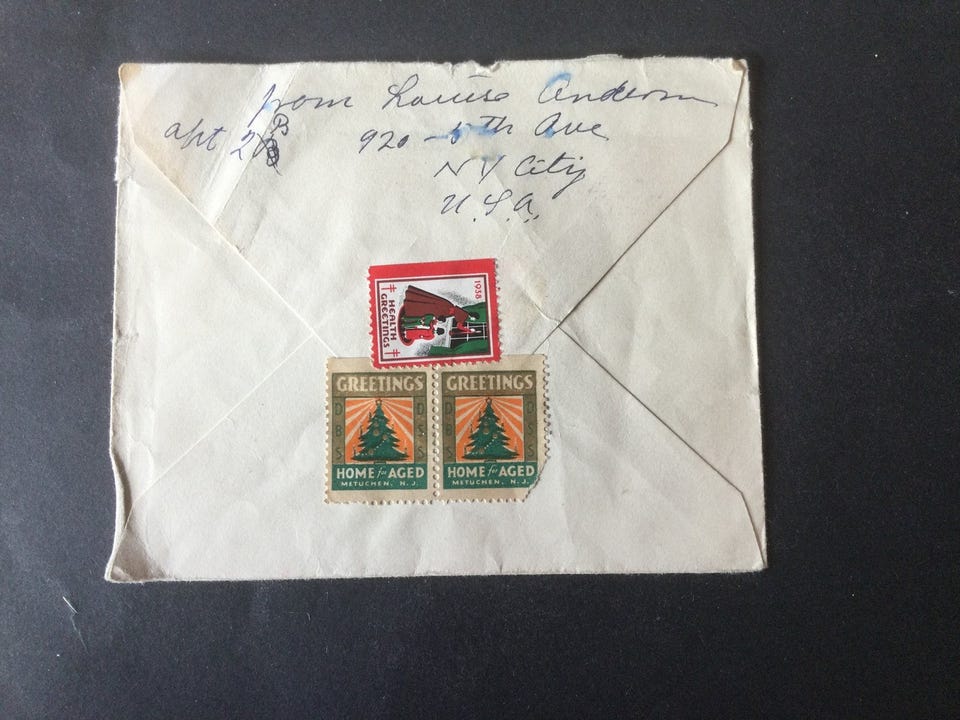 from Louise Anderson
apt 2B 920 - 5th Ave
NY City
U.S.A.
1938
HEALTH
GREETINGS
GREETINGS
D D
B S
S S
HOME for AGED
METUCHEN, N. J.
GREETINGS
D D
B S
S S
HOME for AGED
METUCHEN, N. J.